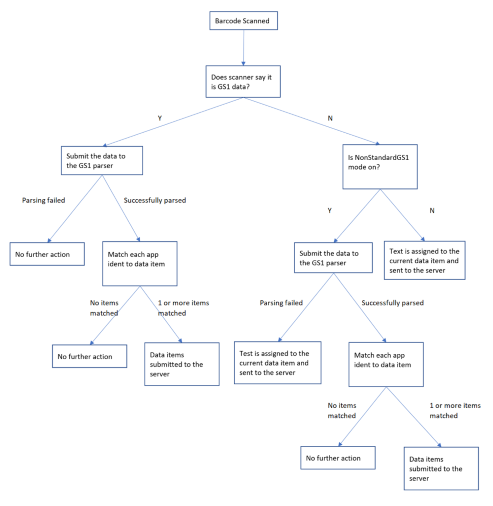 Barcode Scanned
Does scanner say it
is GS1 data?
Y
N
Submit the data to
the GS1 parser
Is NonStandardGS1
mode on?
Parsing failed
Successfully parsed
Y
N
No further action
Match each app
ident to data item
Submit the data to
the GS1 parser
Text is assigned to the
current data item and
sent to the server
No items
matched
1 or more items
matched
Parsing failed
Successfully parsed
No further action
Data items
submitted to the
server
Test is assigned to the
current data item and
sent to the server
Match each app
ident to data item
No items
matched
1 or more items
matched
No further action
Data items
submitted to the
server